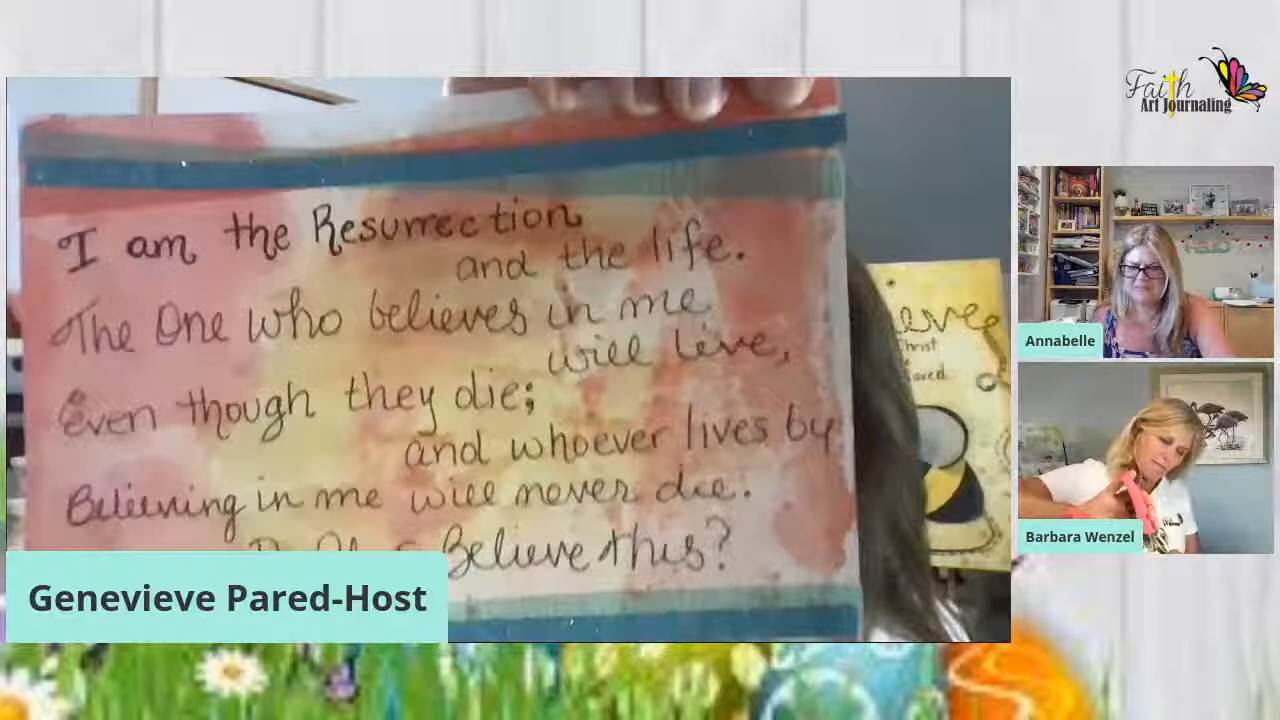 Faith
Art Journaling
I am the Resurrection
and the life.
The One who believes in me
will live,
Even though they die;
and whoever lives by
Believing in me will never die.
Believe this?
Christ
Genevieve Pared-Host
Annabelle
Barbara Wenzel